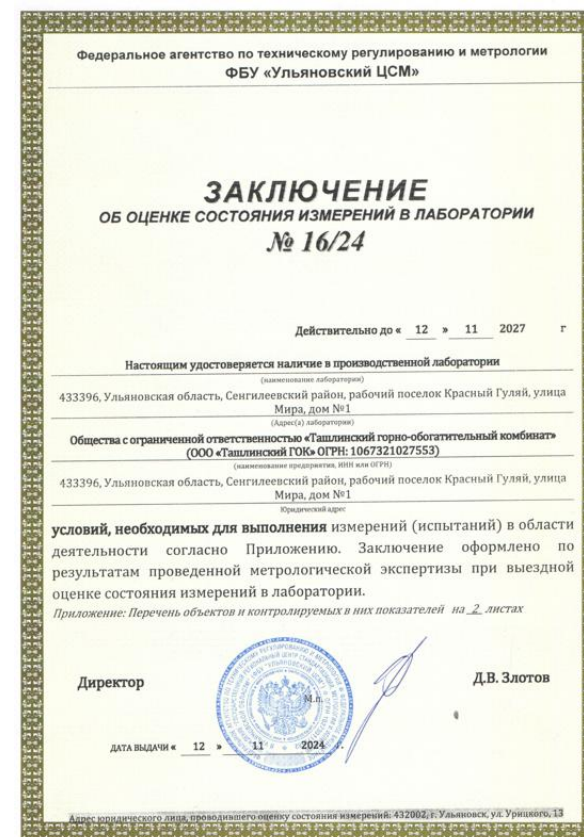 Федеральное агентство по техническому регулированию и метрологии
ФБУ «Ульяновский ЦСМ»
ЗАКЛЮЧЕНИЕ
ОБ ОЦЕНКЕ СОСТОЯНИЯ ИЗМЕРЕНИЙ В ЛАБОРАТОРИИ
№ 16/24
Действительно до « 12 » 11 2027 г
Настоящим удостоверяется наличие в производственной лаборатории
(наименование лаборатории)
433396, Ульяновская область, Сенгилеевский район, рабочий поселок Красный Гуляй, улица
Мира, дом №1
(Адрес(а) лаборатории)
Общества с ограниченной ответственностью «Ташлинский горно-обогатительный комбинат»
(ООО «Ташлинский ГОК» ОГРН: 1067321027553)
(наименование предприятия, ИНН или ОГРН)
433396, Ульяновская область, Сенгилеевский район, рабочий поселок Красный Гуляй, улица
Мира, дом №1
Юридический адрес
условий, необходимых для выполнения измерений (испытаний) в области
деятельности согласно Приложению. Заключение оформлено по
результатам проведенной метрологической экспертизы при выездной
оценке состояния измерений в лаборатории.
Приложение: Перечень объектов и контролируемых в них показателей на 2 листах
Директор
Д.В. Злотов
М.п.
ДАТА ВЫДАЧИ « 12 » 11 2024 г.
Адрес юридического лица, проводившего оценку состояния измерений: 432002, г. Ульяновск, ул. Урицкого, 13